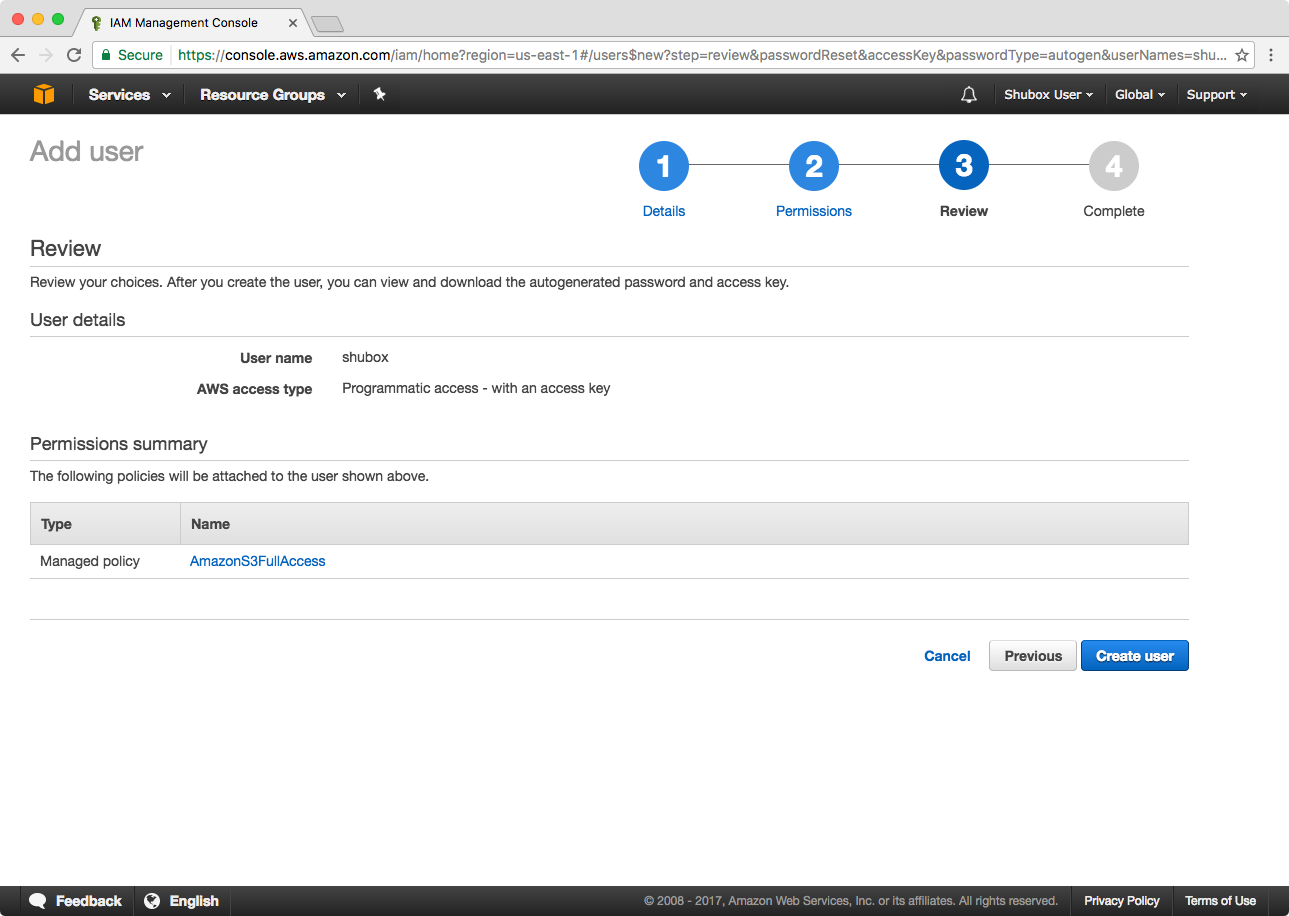 IAM Management Console
Secure https://console.aws.amazon.com/iam/home?region=us-east-1#/users$new?step=review&passwordReset&accessKey&passwordType=autogen&userNames=shu...
Services Resource Groups Shubox User Global Support
Add user
1 2 3 4
Details Permissions Review Complete
Review
Review your choices. After you create the user, you can view and download the autogenerated password and access key.
User details
User name shubox
AWS access type Programmatic access - with an access key
Permissions summary
The following policies will be attached to the user shown above.
Type Name
Managed policy AmazonS3FullAccess
Cancel Previous Create user
Feedback English © 2008 - 2017, Amazon Web Services, Inc. or its affiliates. All rights reserved. Privacy Policy Terms of Use